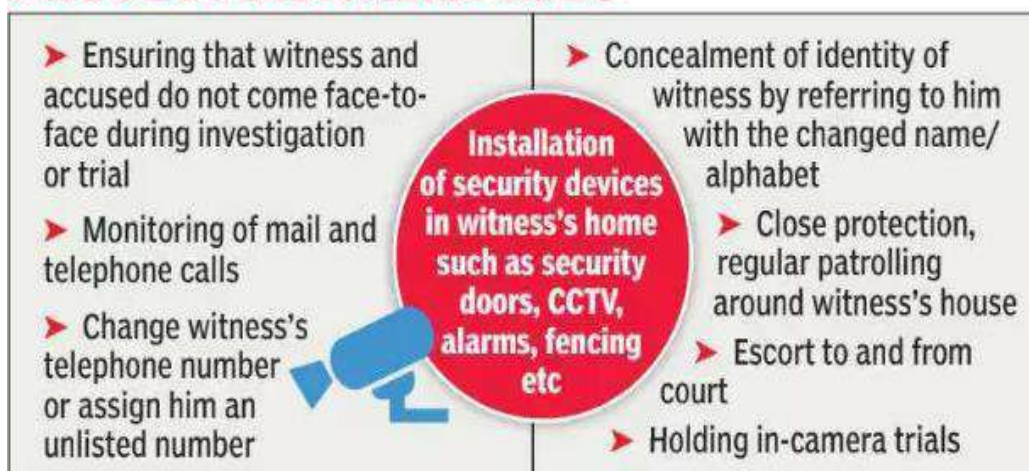 ➤ Ensuring that witness and
accused do not come face-to-
face during investigation
or trial
➤ Monitoring of mail and
telephone calls
➤ Change witness's
telephone number
or assign him an
unlisted number
Installation
of security devices
in witness's home
such as security
doors, CCTV,
alarms, fencing
etc
➤ Concealment of identity of
witness by referring to him
with the changed name/
alphabet
➤ Close protection,
regular patrolling
around witness's house
➤ Escort to and from
court
➤ Holding in-camera trials